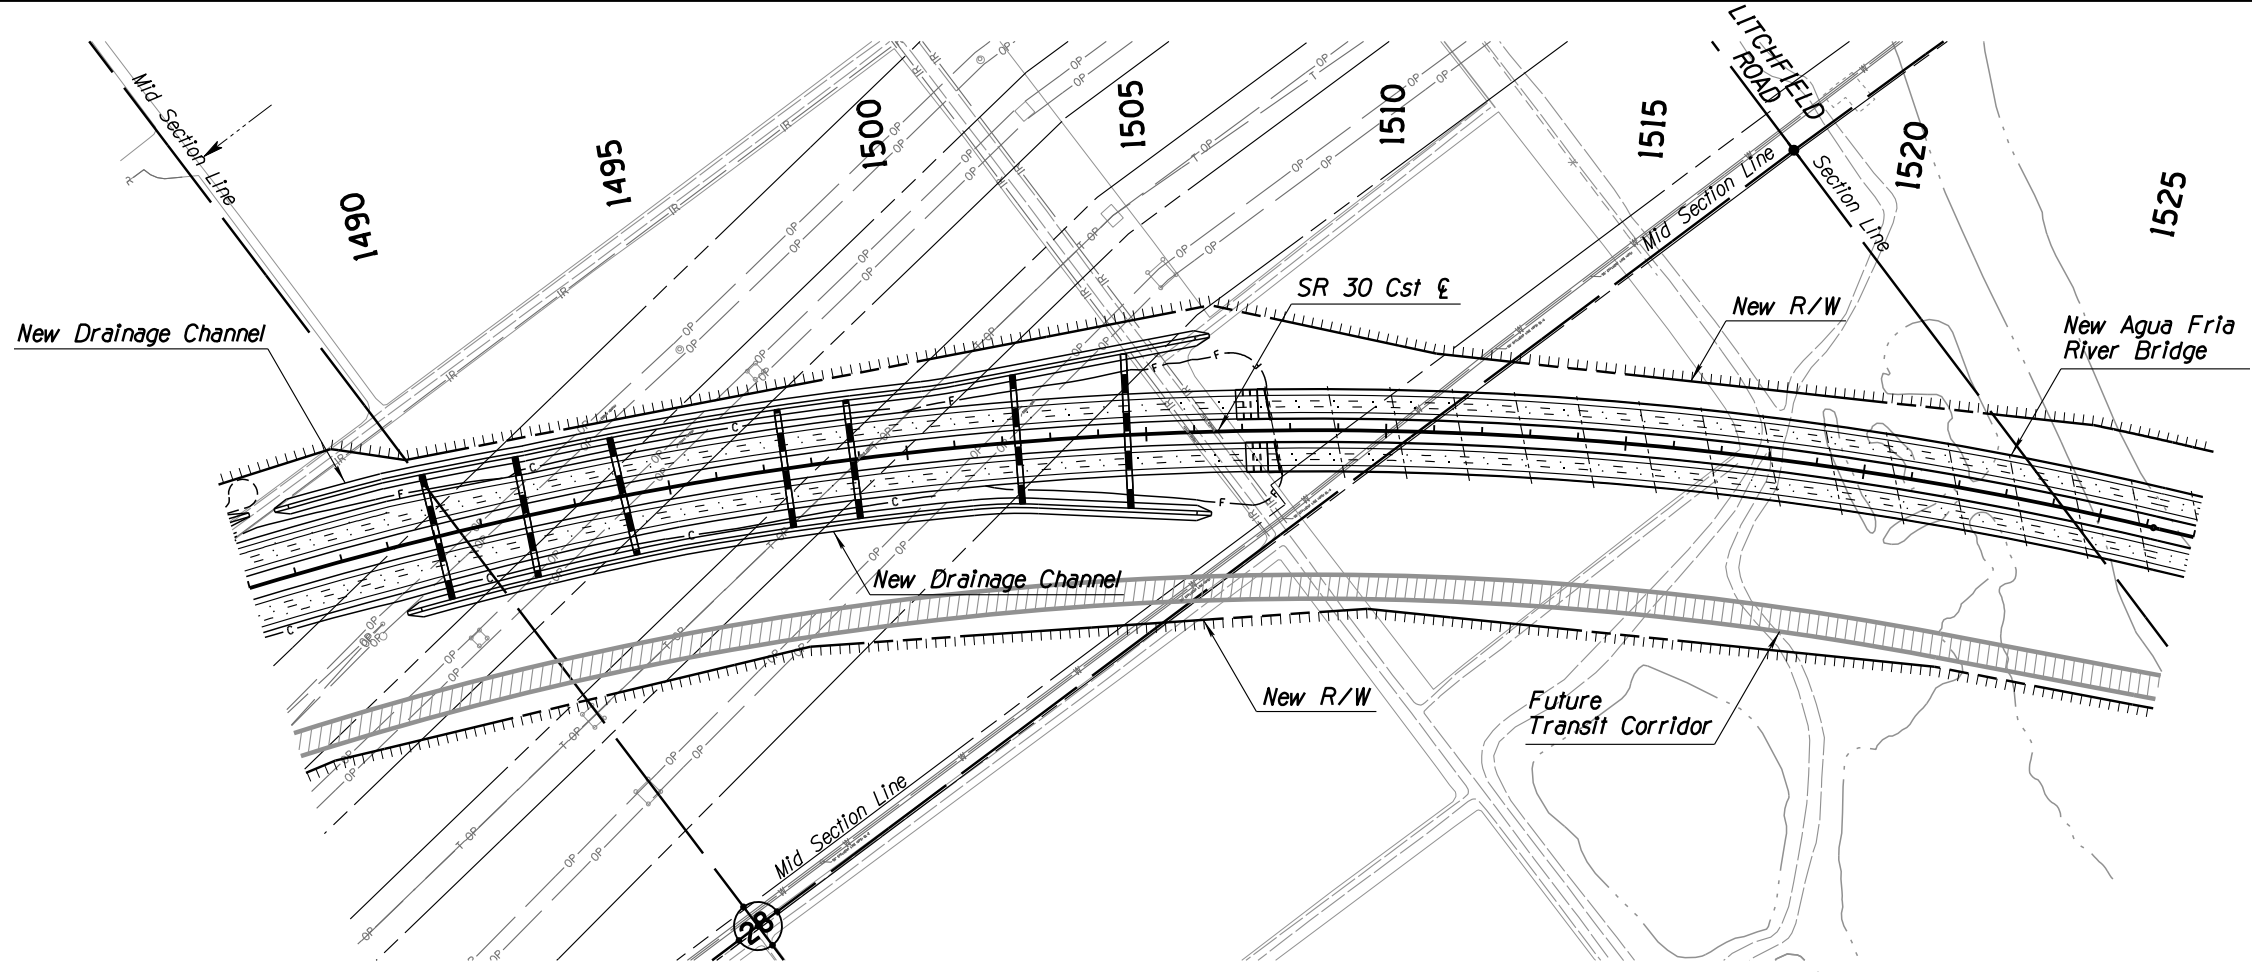 LITCHFIELD
ROAD
Mid Section Line
1490
1495
1500
1505
1510
1515
1520
1525
Mid Section Line
Section Line
SR 30 Cst ℄
New R/W
New Agua Fria
River Bridge
New Drainage Channel
New Drainage Channel
New R/W
Future
Transit Corridor
Mid Section Line
28